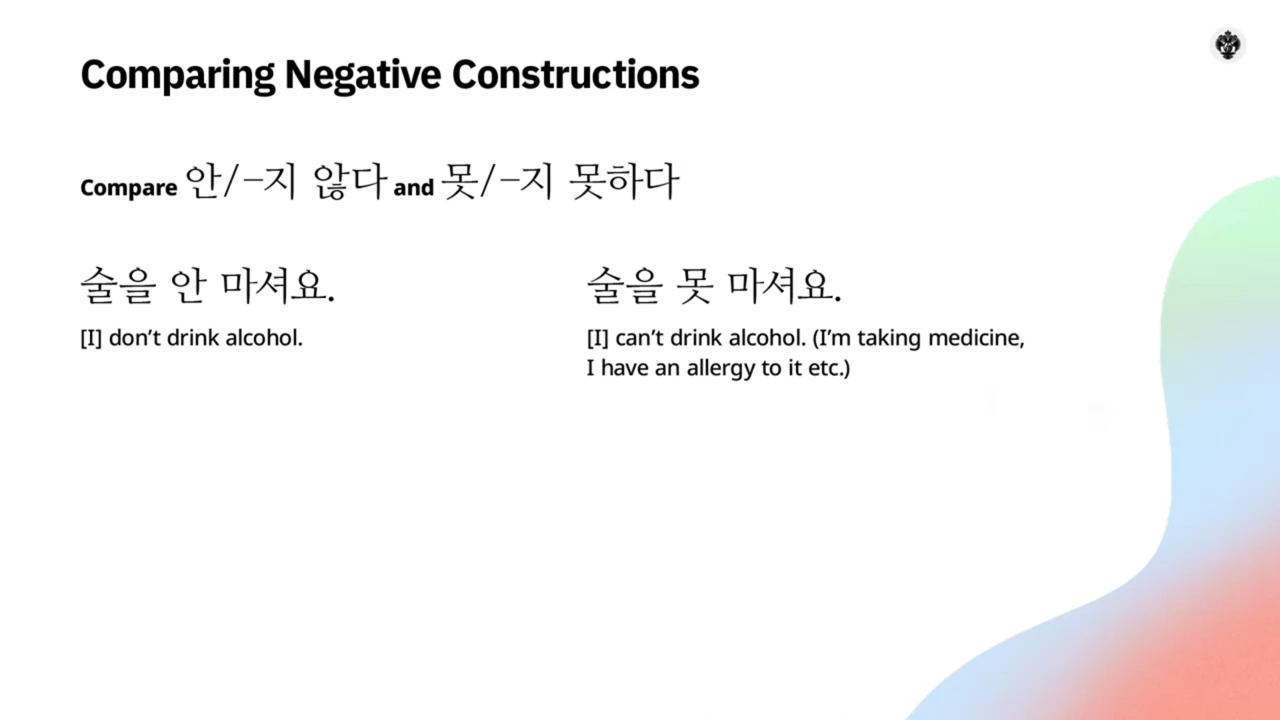 Comparing Negative Constructions
Compare 안/–지 않다 and 못/–지 못하다
술을 안 마셔요.
[I] don’t drink alcohol.
술을 못 마셔요.
[I] can’t drink alcohol. (I’m taking medicine,
I have an allergy to it etc.)